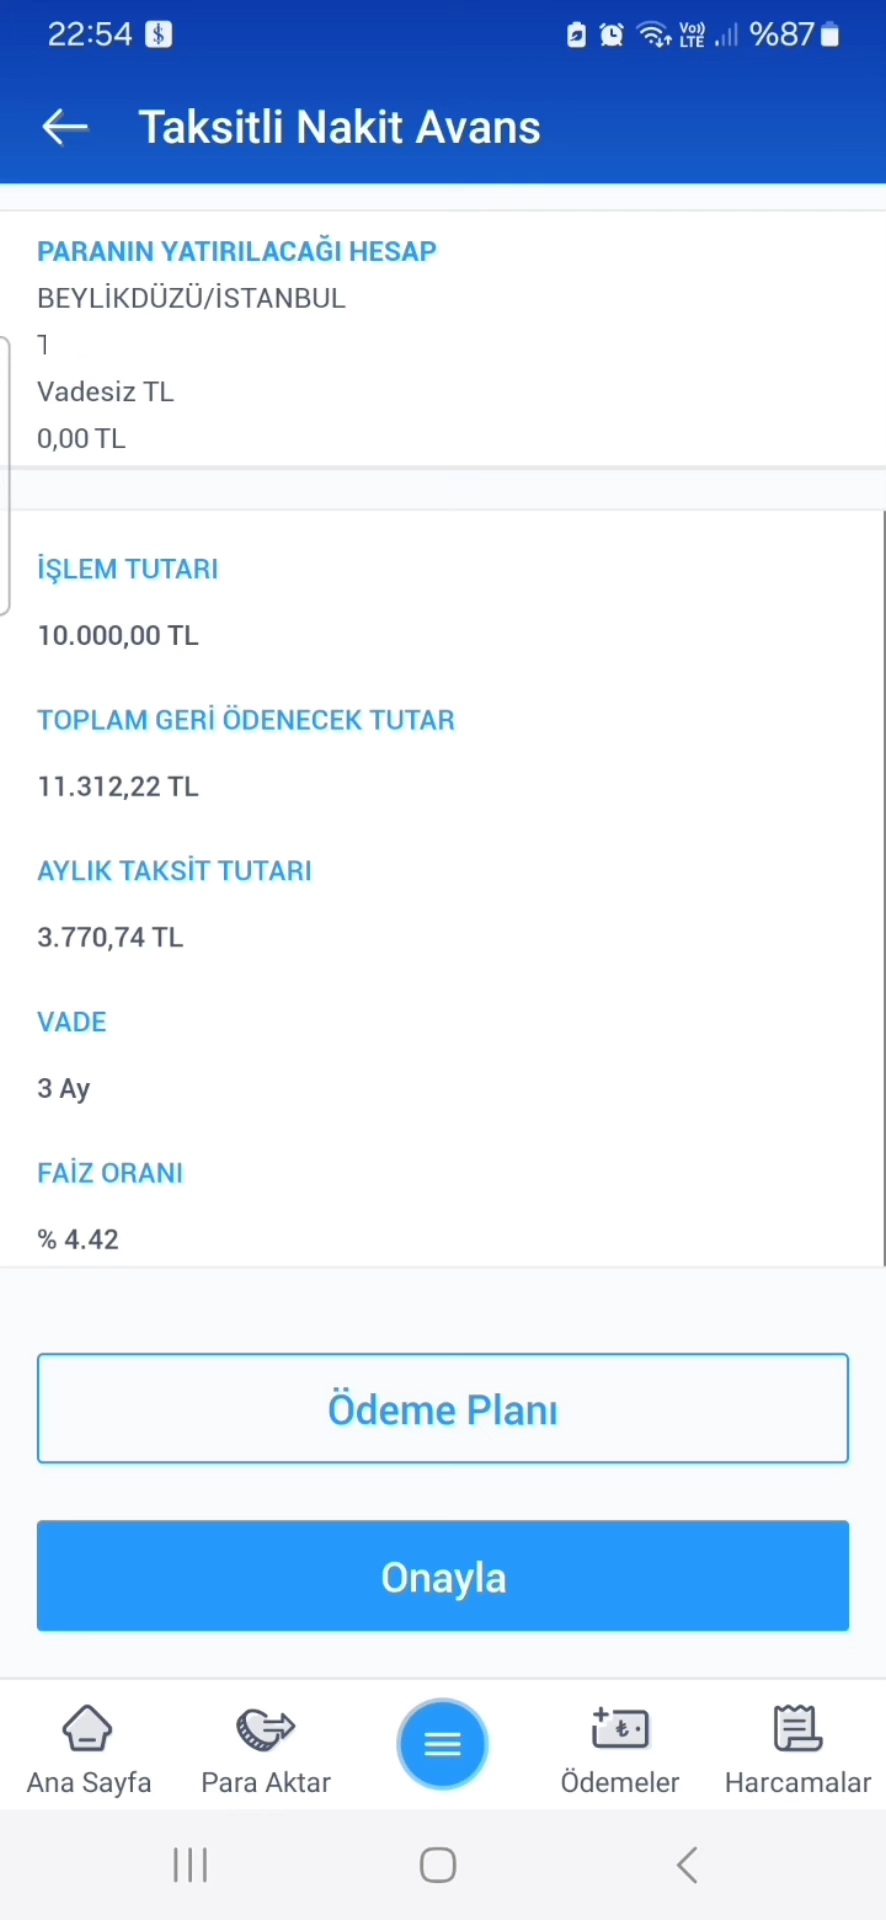 22:54
Vo))
LTE
%87
Taksitli Nakit Avans
PARANIN YATIRILACAĞI HESAP
BEYLİKDÜZÜ/İSTANBUL
1
Vadesiz TL
0,00 TL
İŞLEM TUTARI
10.000,00 TL
TOPLAM GERİ ÖDENECEK TUTAR
11.312,22 TL
AYLIK TAKSİT TUTARI
3.770,74 TL
VADE
3 Ay
FAİZ ORANI
% 4.42
Ödeme Planı
Onayla
Ana Sayfa
Para Aktar
Ödemeler
Harcamalar